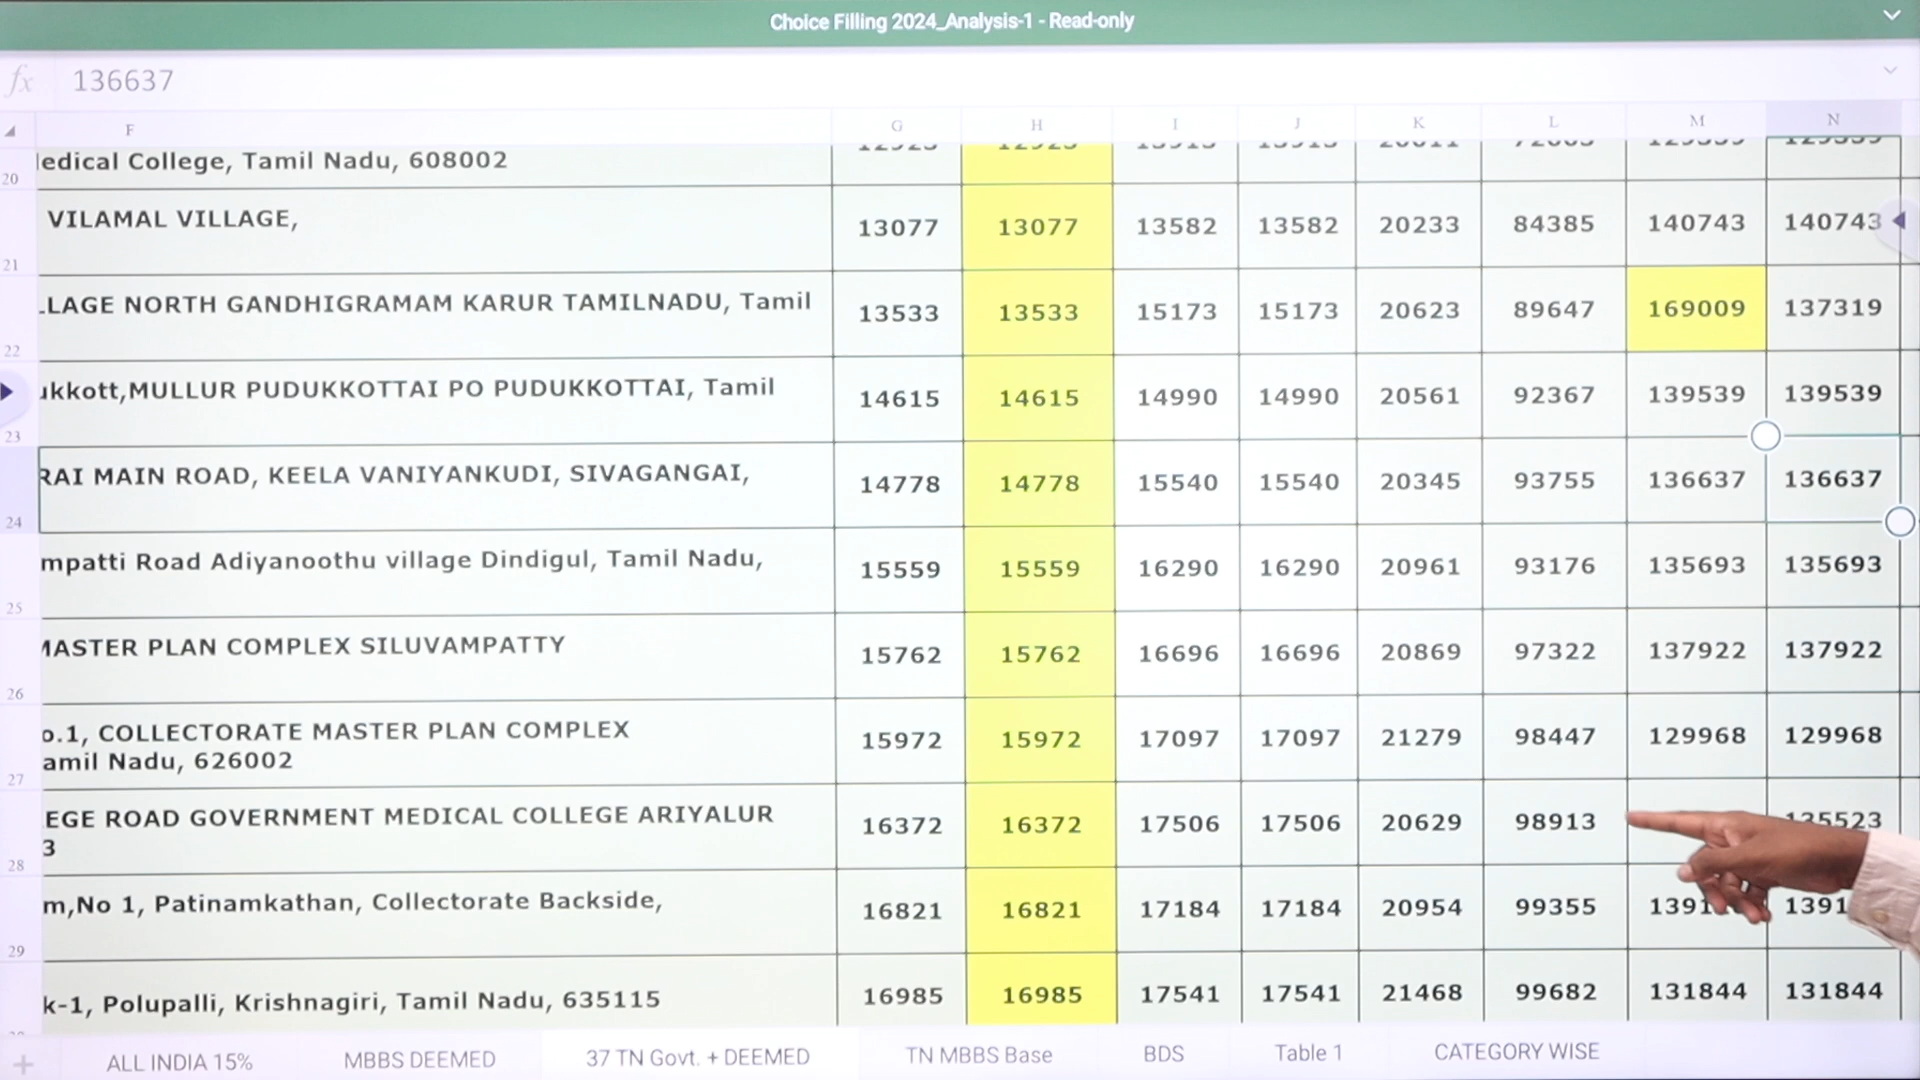 Choice Filling 2024_Analysis-1 - Read-only
fx 136637
F G H I J K L M N
20 edical College, Tamil Nadu, 608002
21 VILAMAL VILLAGE, 13077 13077 13582 13582 20233 84385 140743 140743
22 LLAGE NORTH GANDHIGRAMAM KARUR TAMILNADU, Tamil 13533 13533 15173 15173 20623 89647 169009 137319
23 ukkott,MULLUR PUDUKKOTTAI PO PUDUKKOTTAI, Tamil 14615 14615 14990 14990 20561 92367 139539 139539
24 RAI MAIN ROAD, KEELA VANIYANKUDI, SIVAGANGAI, 14778 14778 15540 15540 20345 93755 136637 136637
25 mpatti Road Adiyanoothu village Dindigul, Tamil Nadu, 15559 15559 16290 16290 20961 93176 135693 135693
26 MASTER PLAN COMPLEX SILUVAMPATTY 15762 15762 16696 16696 20869 97322 137922 137922
27 o.1, COLLECTORATE MASTER PLAN COMPLEX 15972 15972 17097 17097 21279 98447 129968 129968
amil Nadu, 626002
28 EGE ROAD GOVERNMENT MEDICAL COLLEGE ARIYALUR 16372 16372 17506 17506 20629 98913
3
29 m,No 1, Patinamkathan, Collectorate Backside, 16821 16821 17184 17184 20954 99355
k-1, Polupalli, Krishnagiri, Tamil Nadu, 635115 16985 16985 17541 17541 21468 99682 131844 131844
+ ALL INDIA 15% MBBS DEEMED 37 TN Govt. + DEEMED TN MBBS Base BDS Table 1 CATEGORY WISE